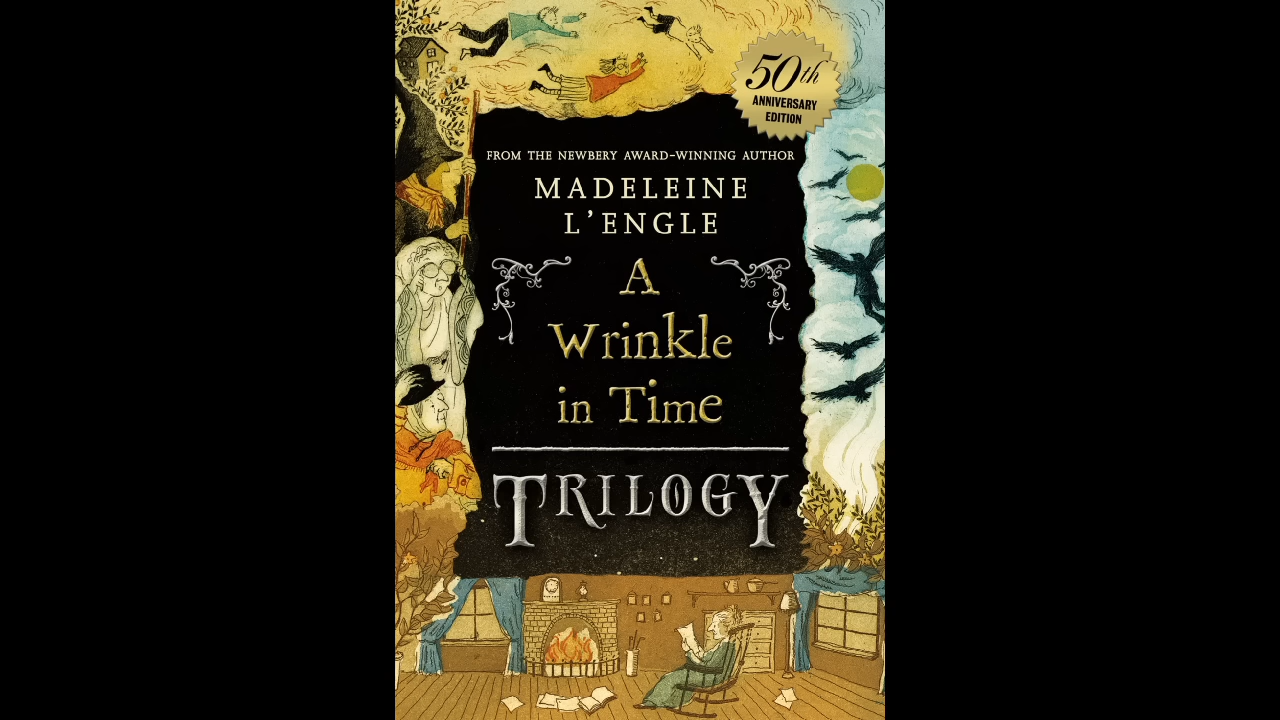 50th
ANNIVERSARY
EDITION
FROM THE NEWBERY AWARD-WINNING AUTHOR
MADELEINE
L'ENGLE
A
Wrinkle
in Time
TRILOGY